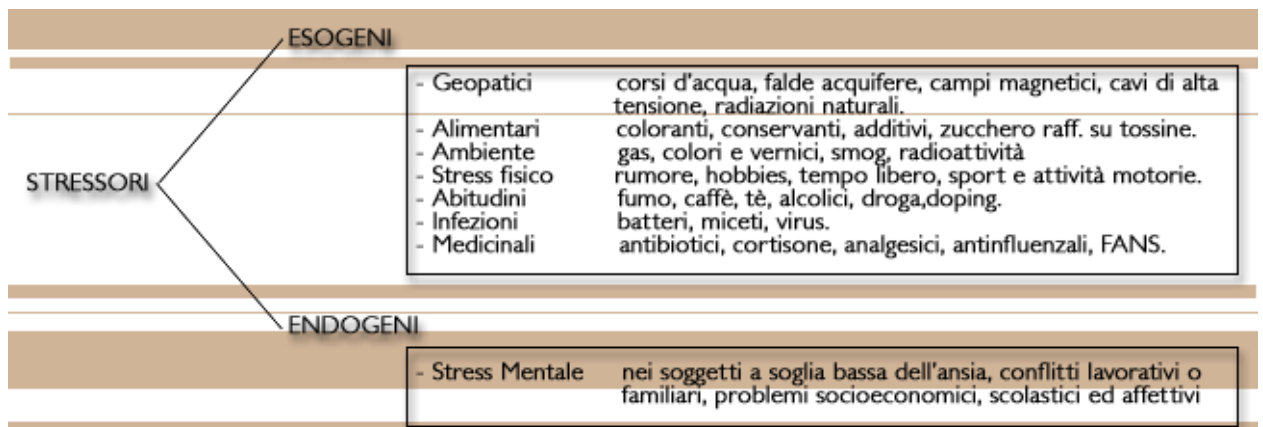 ESOGENI
- Geopatici corsi d'acqua, falde acquifere, campi magnetici, cavi di alta
tensione, radiazioni naturali.
- Alimentari coloranti, conservanti, additivi, zucchero raff. su tossine.
- Ambiente gas, colori e vernici, smog, radioattività
- Stress fisico rumore, hobbies, tempo libero, sport e attività motorie.
- Abitudini fumo, caffè, tè, alcolici, droga,doping.
- Infezioni batteri, miceti, virus.
- Medicinali antibiotici, cortisone, analgesici, antinfluenzali, FANS.
STRESSORI
ENDOGENI
- Stress Mentale nei soggetti a soglia bassa dell'ansia, conflitti lavorativi o
familiari, problemi socioeconomici, scolastici ed affettivi